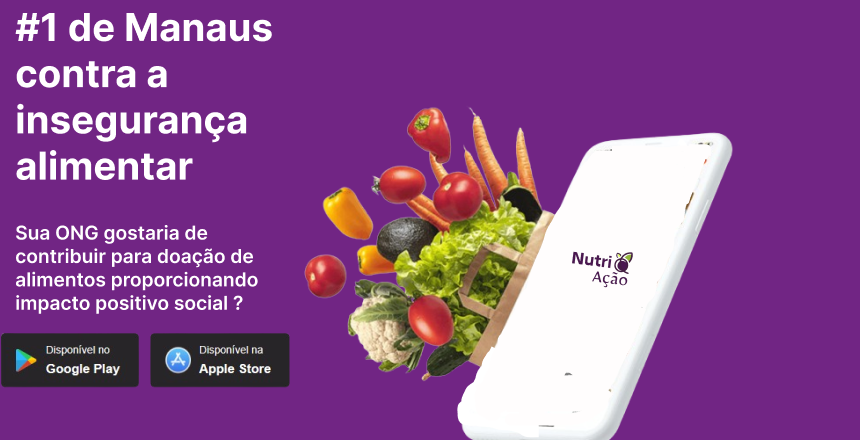 #1 de Manaus
contra a
insegurança
alimentar
Sua ONG gostaria de
contribuir para doação de
alimentos proporcionando
impacto positivo social ?
Disponível no
Google Play
Disponível na
Apple Store
Nutri
Ação